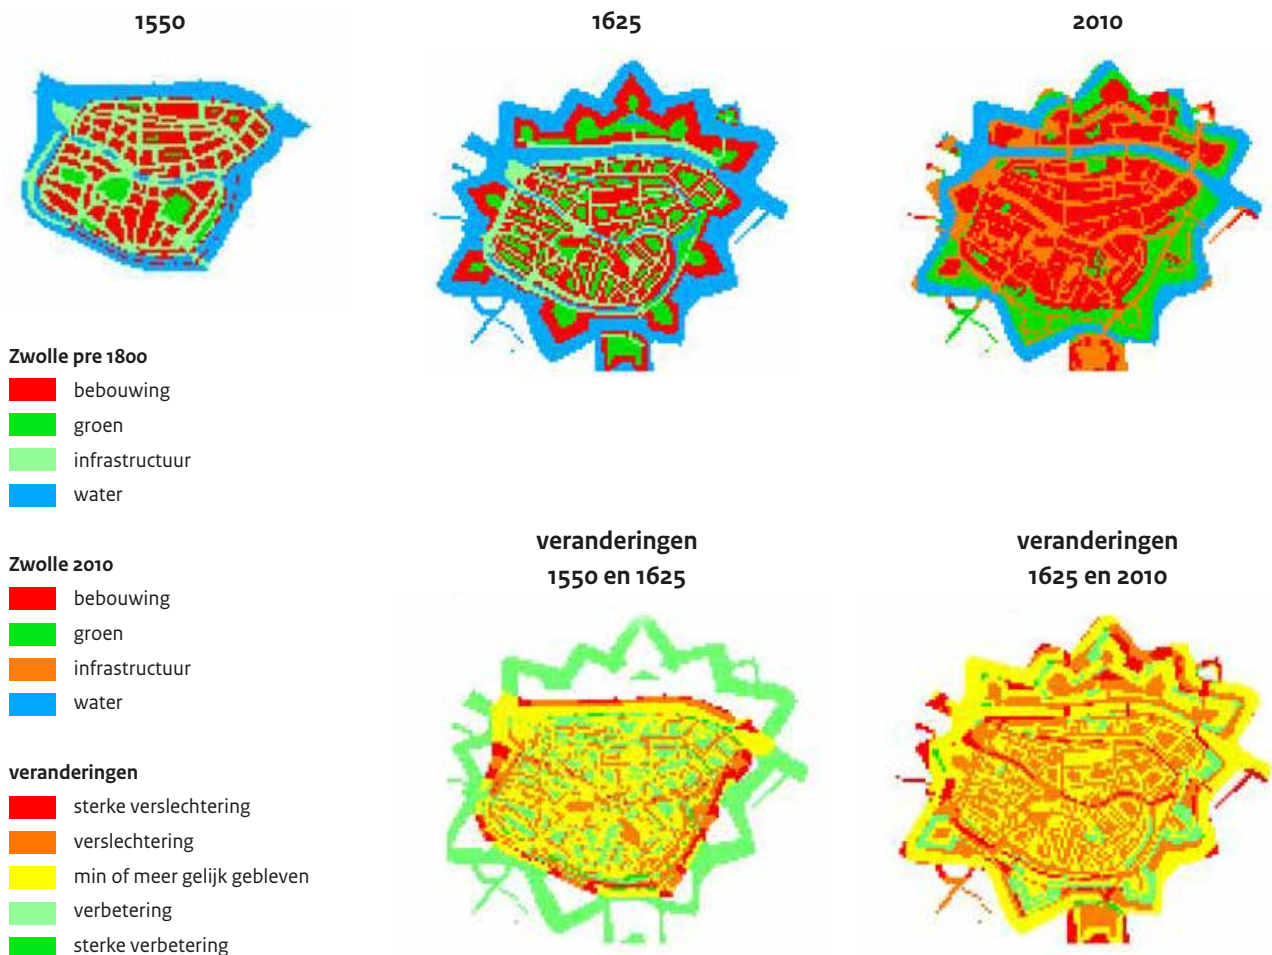 1550
1625
2010
Zwolle pre 1800
bebouwing
groen
infrastructuur
water
Zwolle 2010
bebouwing
groen
infrastructuur
water
veranderingen
sterke verslechtering
verslechtering
min of meer gelijk gebleven
verbetering
sterke verbetering
veranderingen
1550 en 1625
veranderingen
1625 en 2010